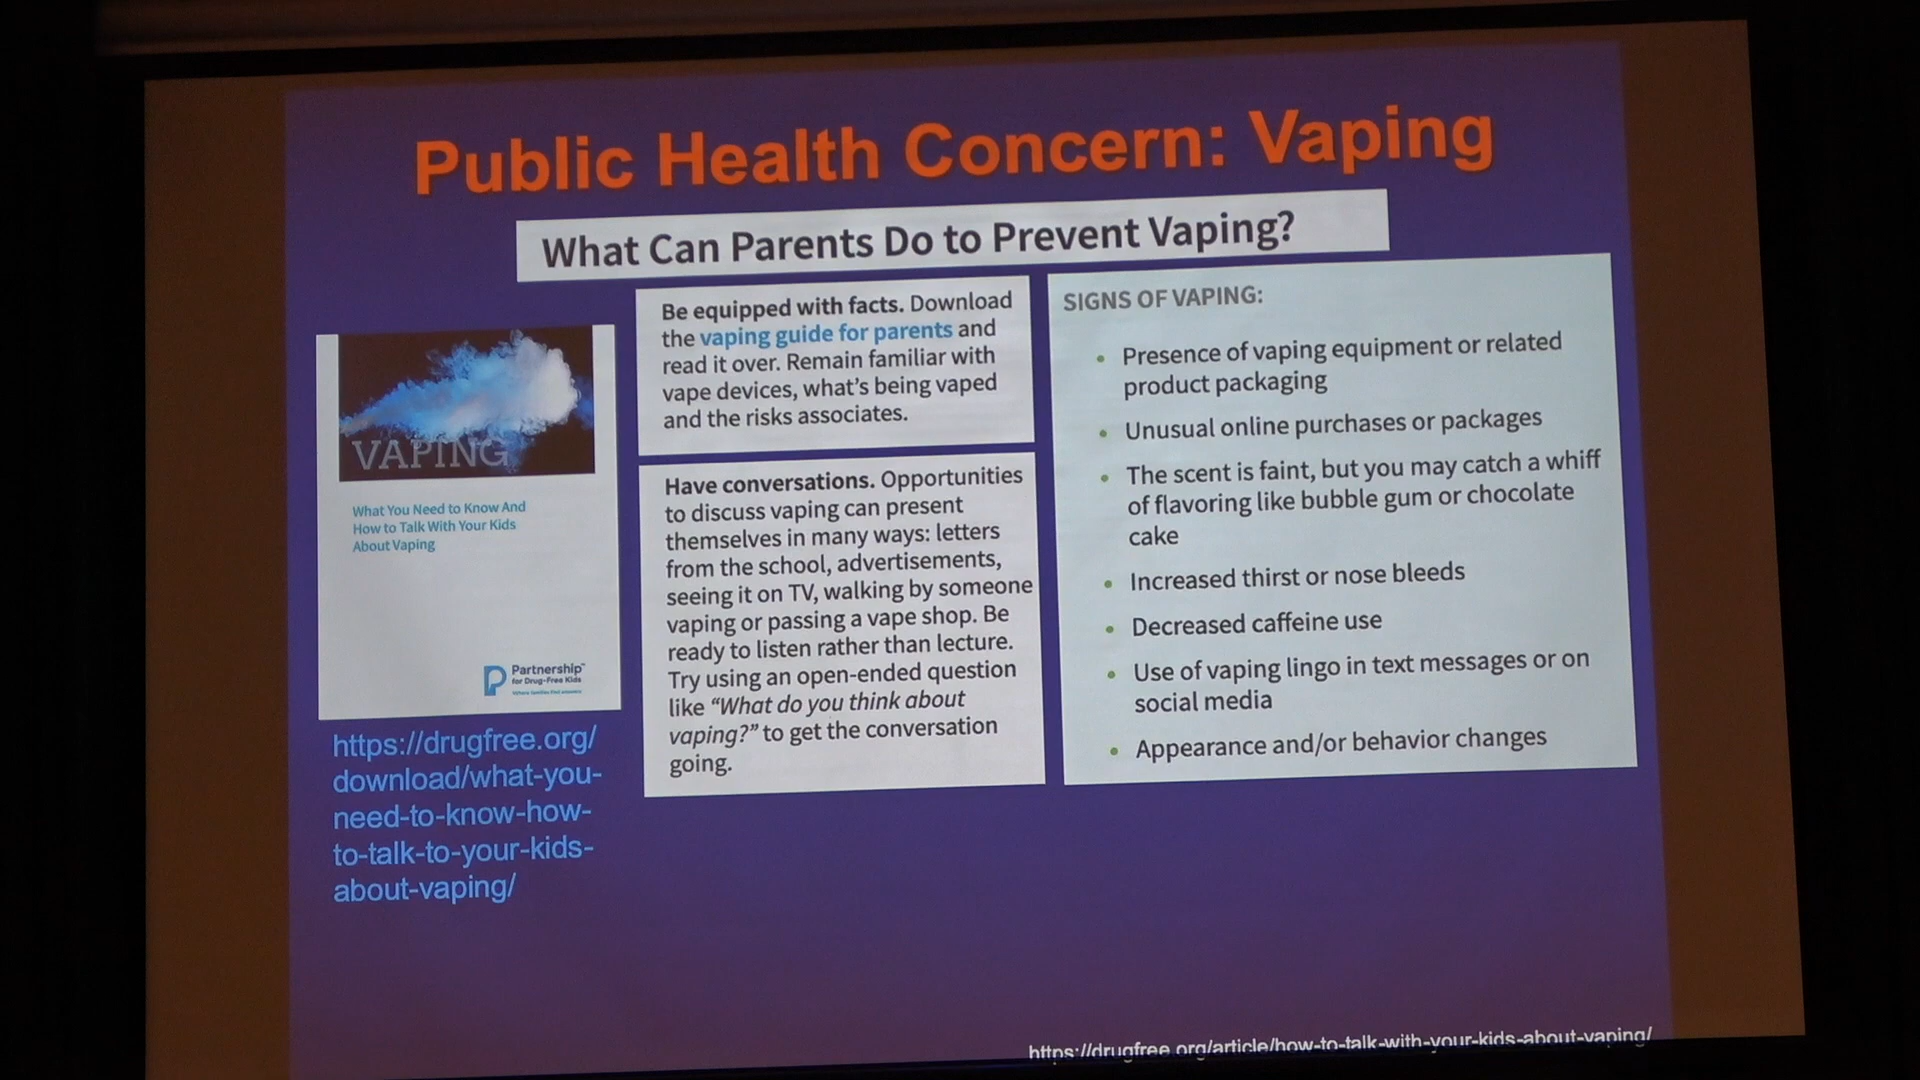 Public Health Concern: Vaping
What Can Parents Do to Prevent Vaping?
VAPING
What You Need to Know And
How to Talk With Your Kids
About Vaping
Partnership™
for Drug-Free Kids
https://drugfree.org/
download/what-you-
need-to-know-how-
to-talk-to-your-kids-
about-vaping/
Be equipped with facts. Download
the vaping guide for parents and
read it over. Remain familiar with
vape devices, what's being vaped
and the risks associates.
Have conversations. Opportunities
to discuss vaping can present
themselves in many ways: letters
from the school, advertisements,
seeing it on TV, walking by someone
vaping or passing a vape shop. Be
ready to listen rather than lecture.
Try using an open-ended question
like "What do you think about
vaping?" to get the conversation
going.
SIGNS OF VAPING:
• Presence of vaping equipment or related
product packaging
• Unusual online purchases or packages
• The scent is faint, but you may catch a whiff
of flavoring like bubble gum or chocolate
cake
• Increased thirst or nose bleeds
• Decreased caffeine use
• Use of vaping lingo in text messages or on
social media
• Appearance and/or behavior changes
https://drugfree.org/article/how-to-talk-with-your-kids-about-vaping/